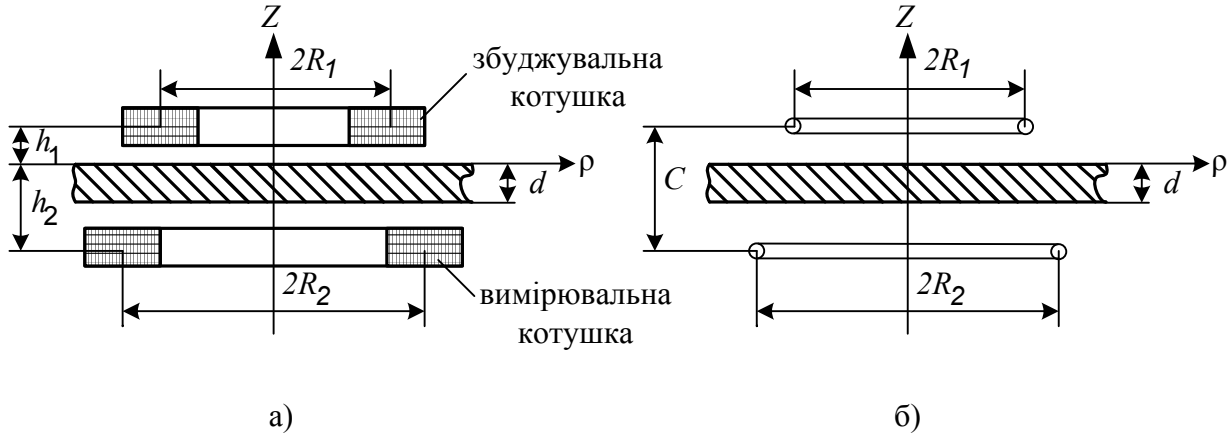 Z
2R1
збуджувальна
котушка
h1
ρ
d
h2
2R2
вимірювальна
котушка
а)
Z
2R1
C
ρ
d
2R2
б)